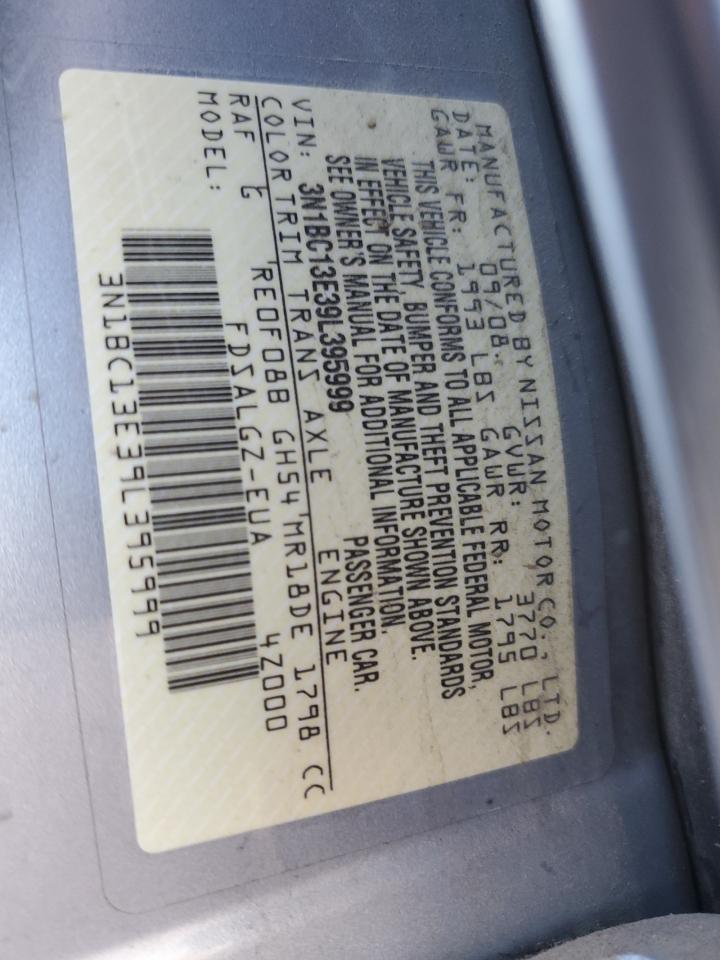 MANUFACTURED BY NISSAN MOTOR CO., LTD.
DATE: 09/08. GVWR: 3770 LBS
GAWR FR: 1993 LBS GAWR RR: 1795 LBS
THIS VEHICLE CONFORMS TO ALL APPLICABLE FEDERAL MOTOR,
VEHICLE SAFETY, BUMPER AND THEFT PREVENTION STANDARDS
IN EFFECT ON THE DATE OF MANUFACTURE SHOWN ABOVE.
SEE OWNER'S MANUAL FOR ADDITIONAL INFORMATION.
VIN: 3N1BC13E39L395999 PASSENGER CAR.
COLOR TRIM TRANS AXLE ENGINE
RAF G RE0F08B GH54 MR18DE 1798 CC
MODEL: FDSALGZ-EUA 4Z000
3N1BC13E39L395999